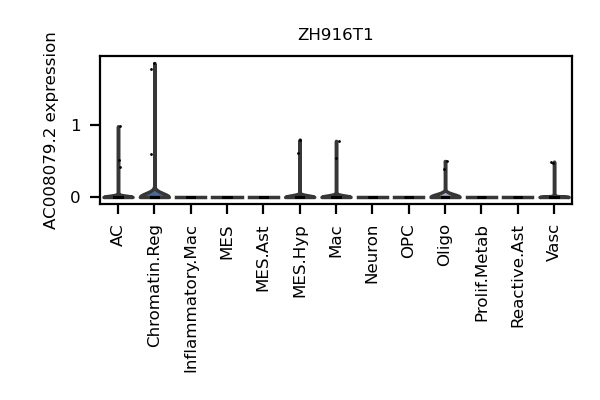 ZH916T1
AC008079.2 expression
1
0
AC
Chromatin.Reg
Inflammatory.Mac
MES
MES.Ast
MES.Hyp
Mac
Neuron
OPC
Oligo
Prolif.Metab
Reactive.Ast
Vasc